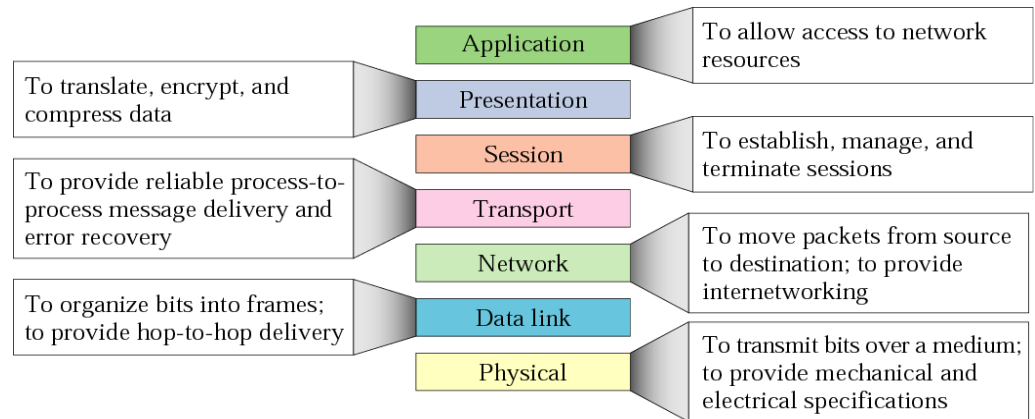 Application
To allow access to network
resources
To translate, encrypt, and
compress data
Presentation
Session
To establish, manage, and
terminate sessions
To provide reliable process-to-
process message delivery and
error recovery
Transport
Network
To move packets from source
to destination; to provide
internetworking
To organize bits into frames;
to provide hop-to-hop delivery
Data link
Physical
To transmit bits over a medium;
to provide mechanical and
electrical specifications